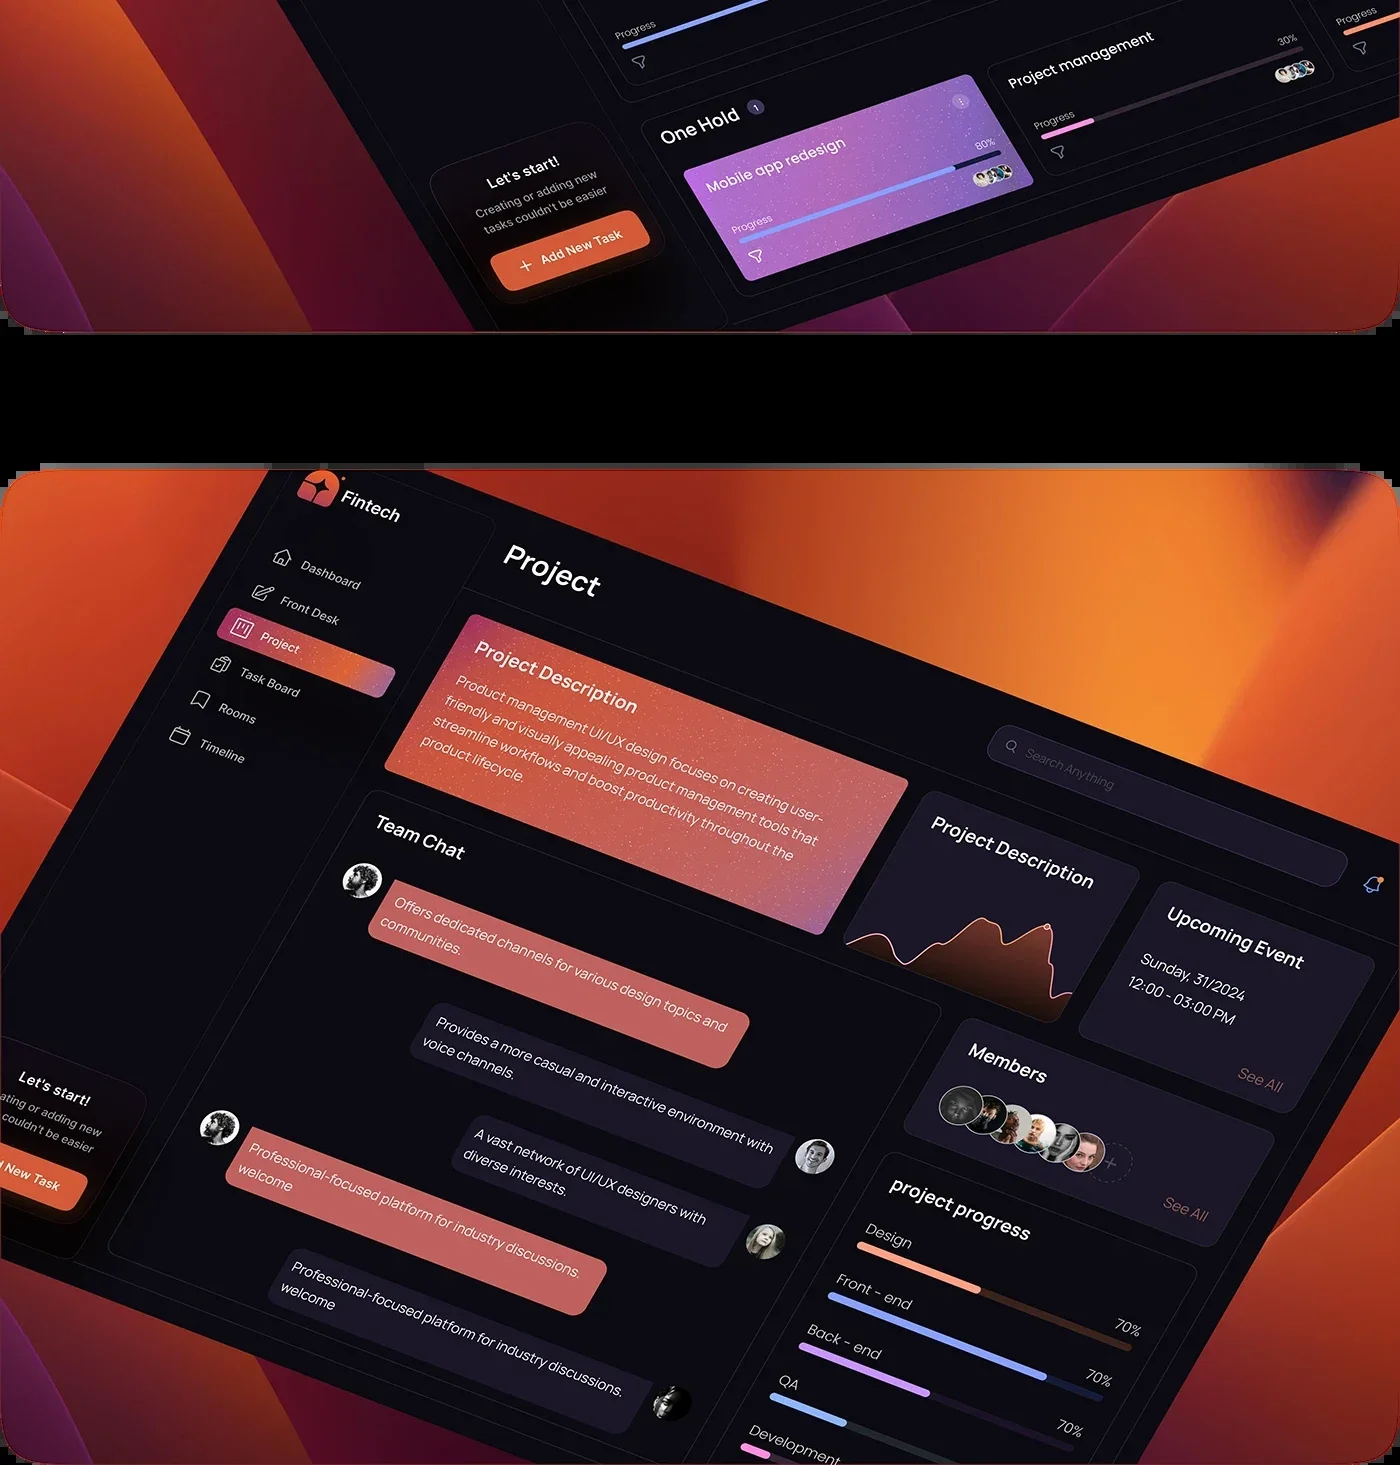 Progress
One Hold 1
Mobile app redesign
80%
Progress
Project management
30%
Progress
Progress
Let's start!
Creating or adding new
tasks couldn't be easier
+ Add New Task
Fintech
Dashboard
Front Desk
Project
Task Board
Rooms
Timeline
Let's start!
ating or adding new
couldn't be easier
New Task
Project
Search Anything
Project Description
Product management UI/UX design focuses on creating user-
friendly and visually appealing product management tools that
streamline workflows and boost productivity throughout the
product lifecycle.
Project Description
Upcoming Event
Sunday, 31/2024
12:00 - 03:00 PM
See All
Team Chat
Offers dedicated channels for various design topics and
communities.
Provides a more casual and interactive environment with
voice channels.
A vast network of UI/UX designers with
diverse interests.
Professional-focused platform for industry discussions.
welcome
Professional-focused platform for industry discussions.
welcome
Members
+
See All
project progress
Design
70%
Front - end
70%
Back - end
70%
QA
Development